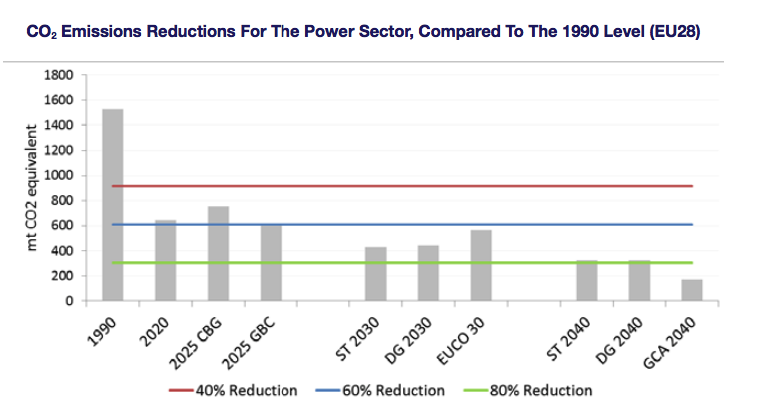 CO₂ Emissions Reductions For The Power Sector, Compared To The 1990 Level (EU28)
mt CO2 equivalent
1800
1600
1400
1200
1000
800
600
400
200
0
1990
2020
2025 CBG
2025 GBC
ST 2030
DG 2030
EUCO 30
ST 2040
DG 2040
GCA 2040
40% Reduction 60% Reduction 80% Reduction